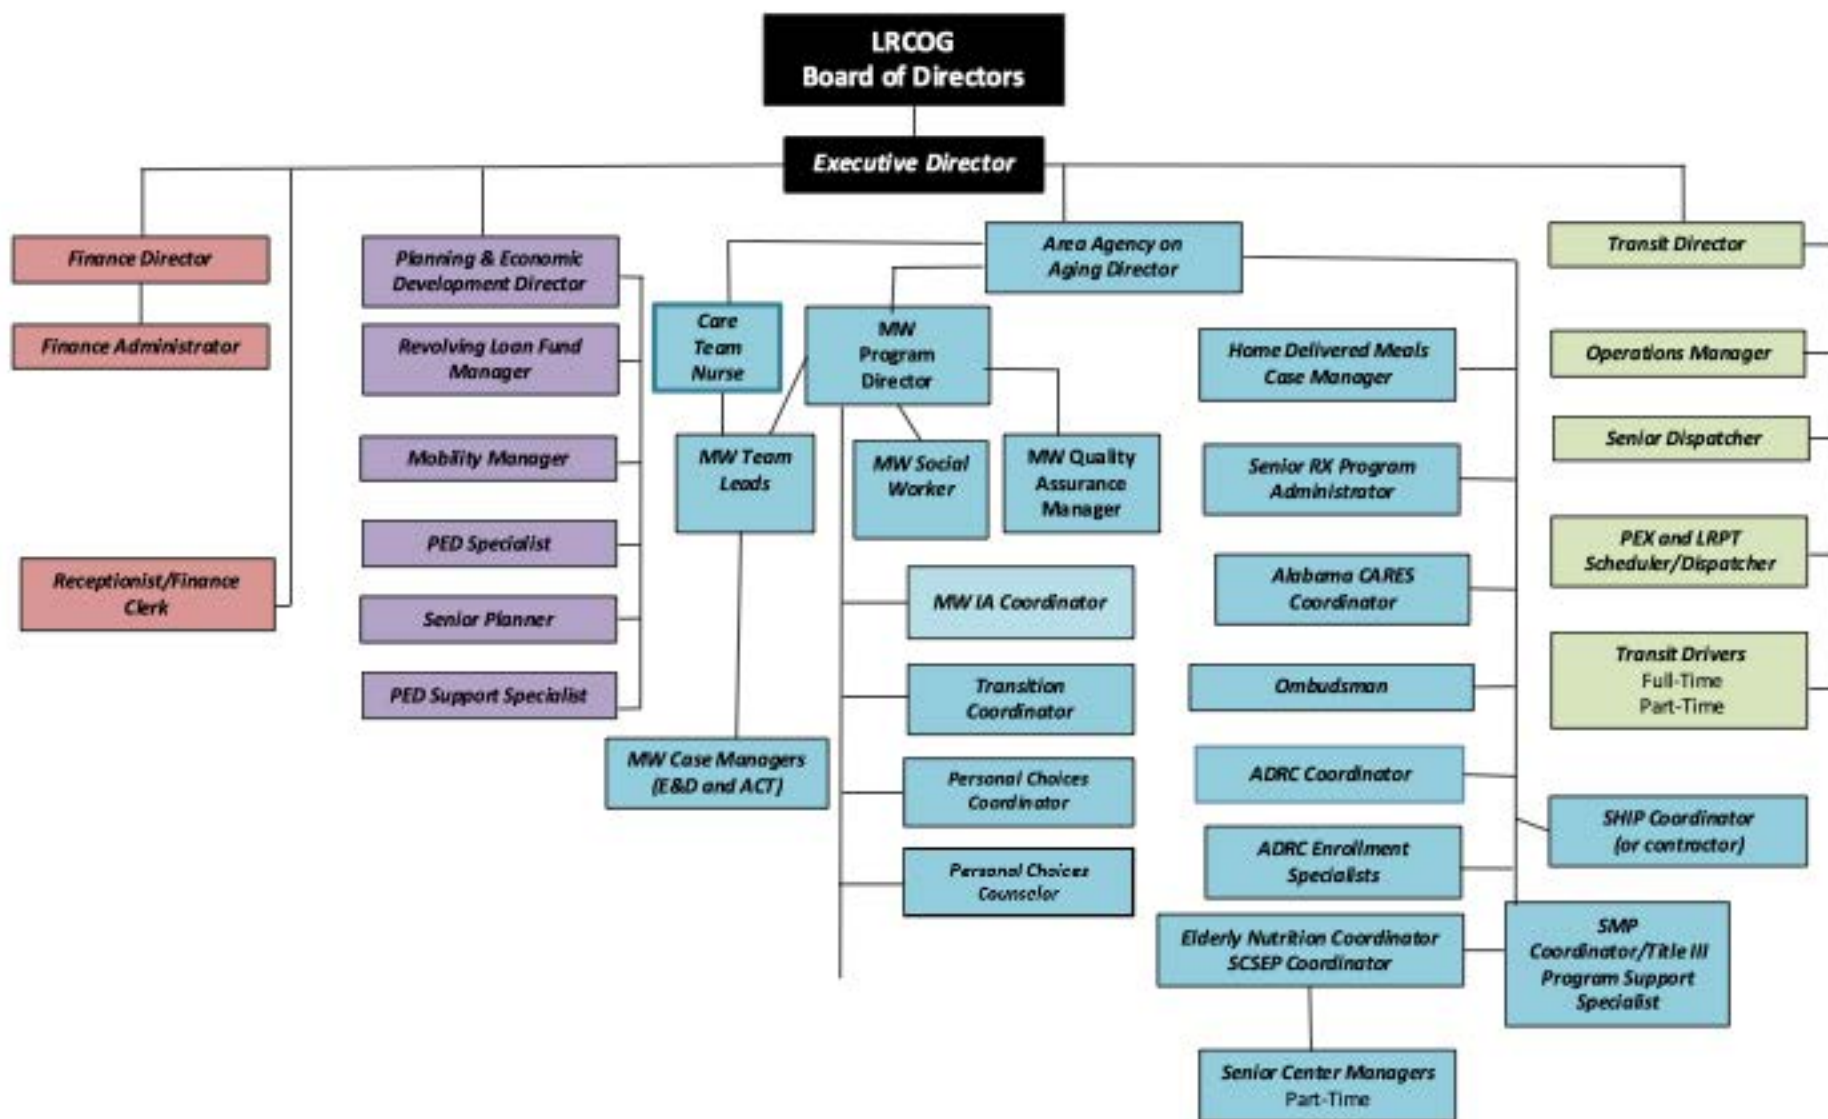 LRCOG
Board of Directors
Executive Director
Finance Director
Finance Administrator
Receptionist/Finance
Clerk
Planning & Economic
Development Director
Revolving Loan Fund
Manager
Mobility Manager
PED Specialist
Senior Planner
PED Support Specialist
Area Agency on
Aging Director
Care
Team
Nurse
MW
Program
Director
MW Team
Leads
MW Social
Worker
MW Quality
Assurance
Manager
MW Case Managers
(E&D and ACT)
MW IA Coordinator
Transition
Coordinator
Personal Choices
Coordinator
Personal Choices
Counselor
Home Delivered Meals
Case Manager
Senior RX Program
Administrator
Alabama CARES
Coordinator
Ombudsman
ADRC Coordinator
ADRC Enrollment
Specialists
Elderly Nutrition Coordinator
SCSEP Coordinator
Senior Center Managers
Part-Time
SHIP Coordinator
(or contractor)
SMP
Coordinator/Title III
Program Support
Specialist
Transit Director
Operations Manager
Senior Dispatcher
PEX and LRPT
Scheduler/Dispatcher
Transit Drivers
Full-Time
Part-Time